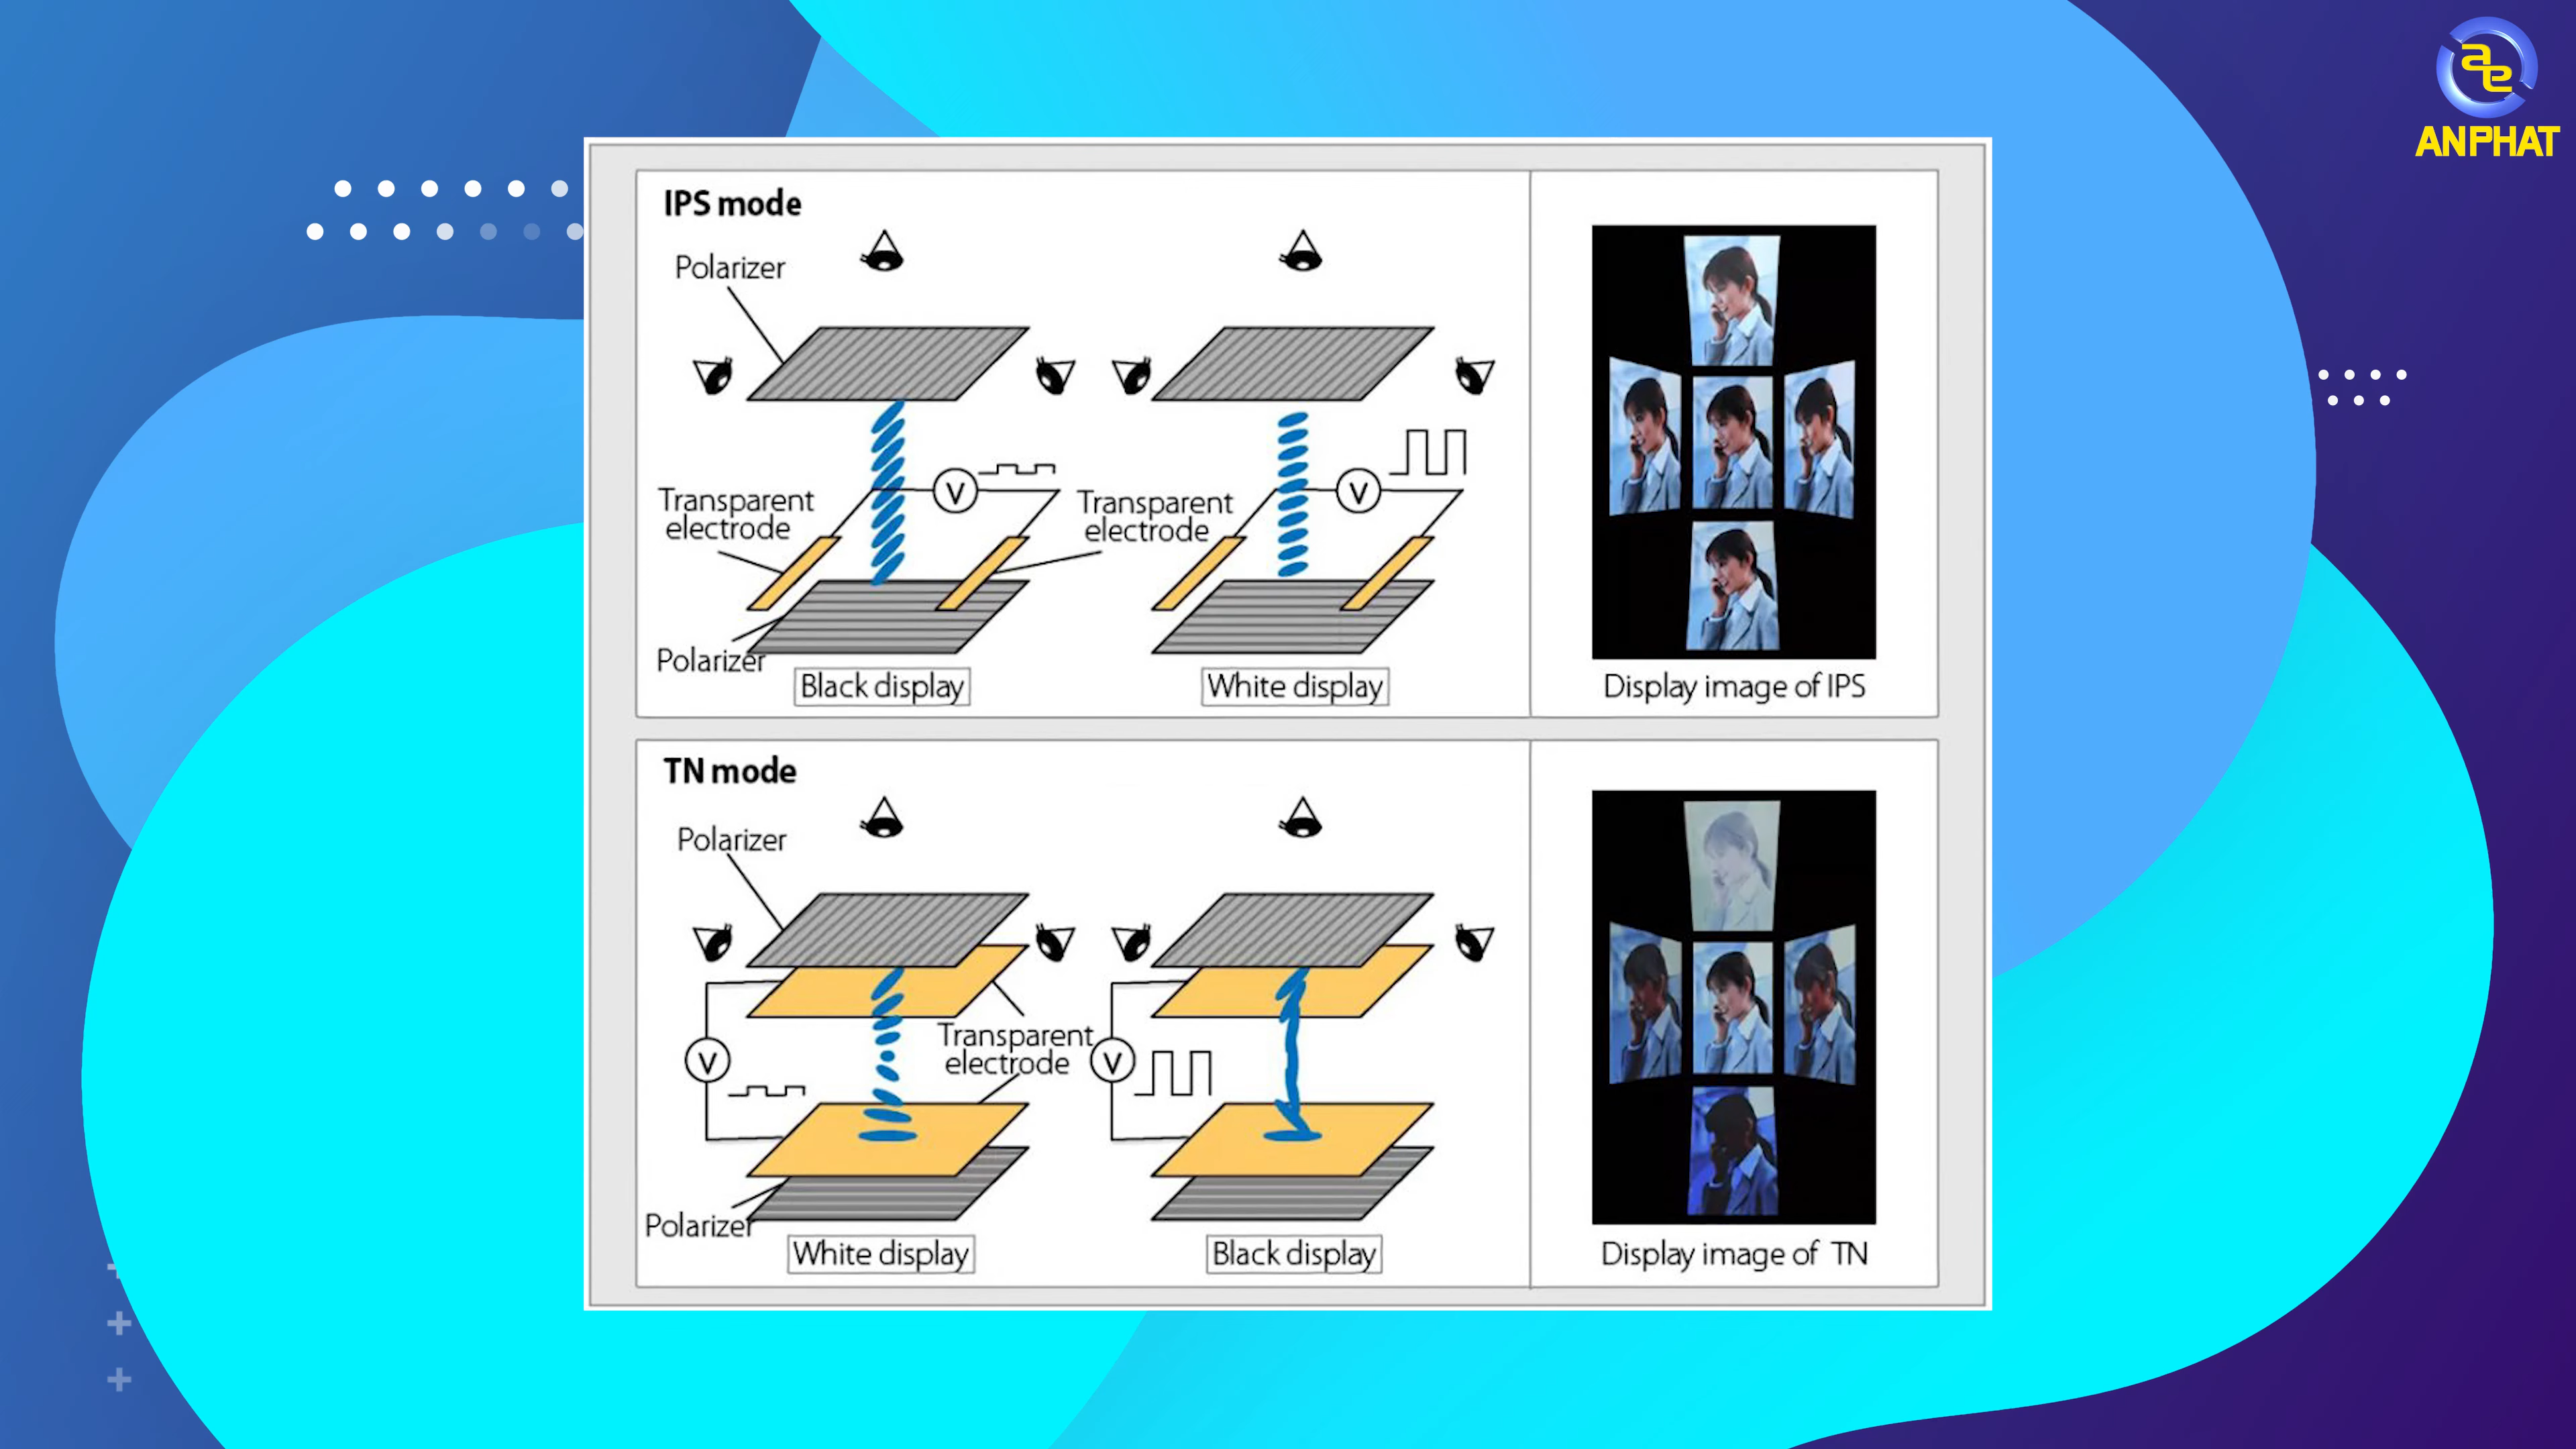 ae
ANPHAT
IPS mode
Polarizer
Transparent
electrode
V
Transparent
electrode
V
Polarizer
Black display
White display
Display image of IPS
TN mode
Polarizer
Transparent
electrode
V
V
Polarizer
White display
Black display
Display image of TN